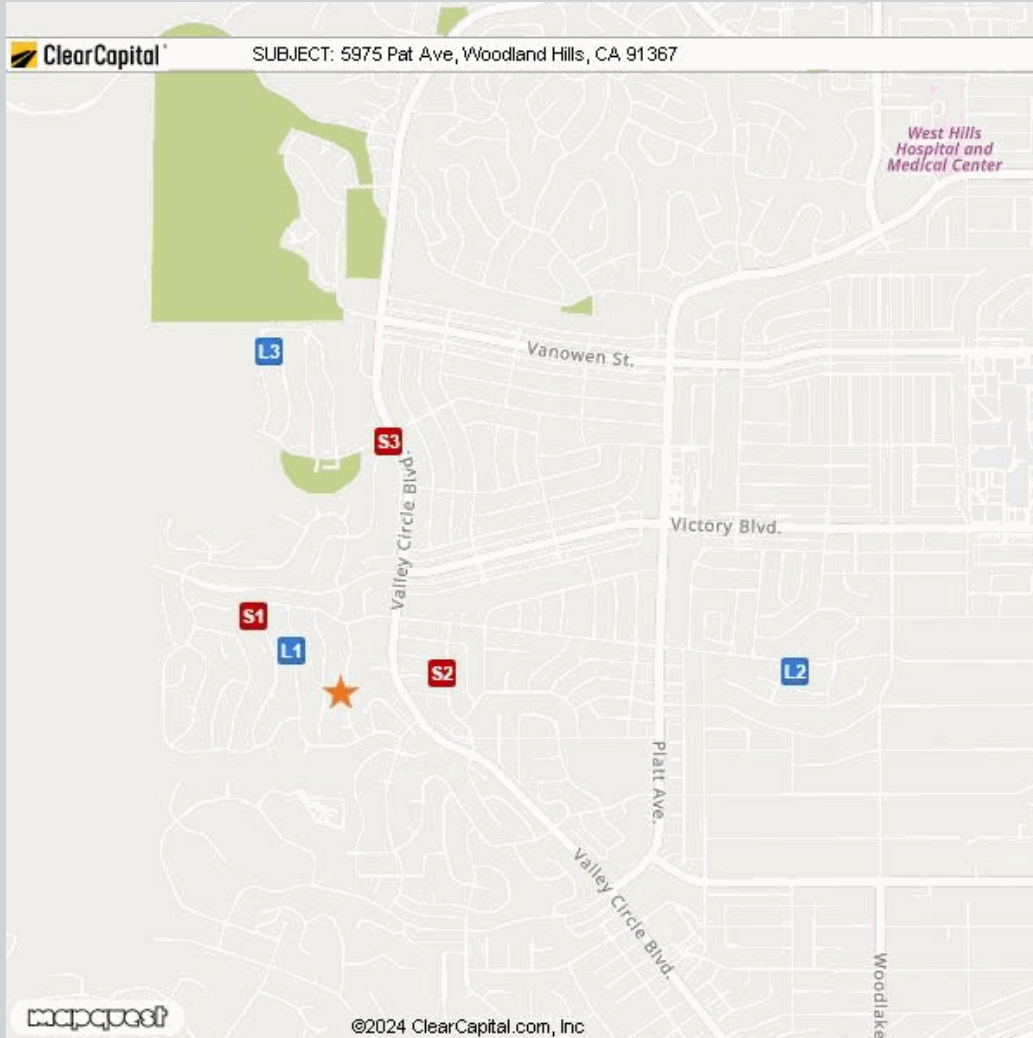 ClearCapital
SUBJECT: 5975 Pat Ave, Woodland Hills, CA 91367
West Hills
Hospital and
Medical Center
L3
Vanowen St.
S3
Valley Circle Blvd.
Victory Blvd.
S1
L1
S2
L2
Platt Ave.
Valley Circle Blvd.
Woodlake
mapquest
©2024 ClearCapital.com, Inc